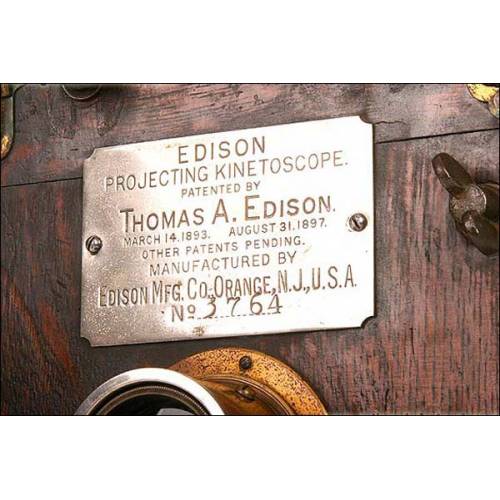 EDISON
PROJECTING KINETOSCOPE.
PATENTED BY
THOMAS A. EDISON.
MARCH 14.1893. AUGUST 31.1897.
OTHER PATENTS PENDING.
MANUFACTURED BY
EDISON MFG. CO. ORANGE, N.J., U.S.A.
No 3764